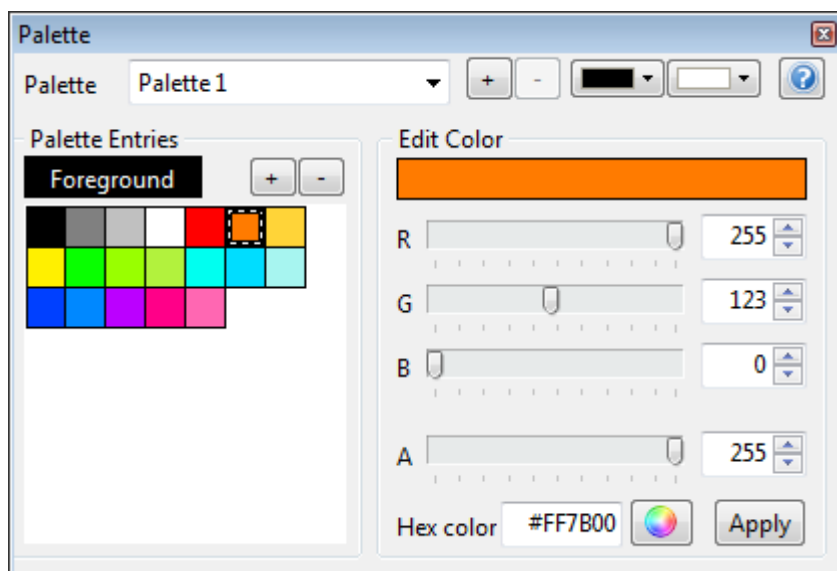 Palette
Palette Palette 1 + -
Palette Entries
Foreground + -
Edit Color
R 255
G 123
B 0
A 255
Hex color #FF7B00 Apply